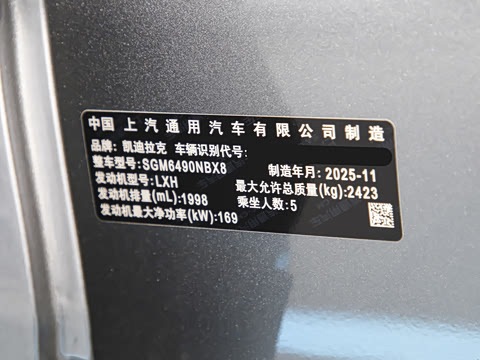 中国 上汽通用汽车有限公司制造
品牌: 凯迪拉克 车辆识别代号:
整车型号:SGM6490NBX8 制造年月: 2025-11
发动机型号:LXH 最大允许总质量(kg):2423
发动机排量(mL):1998 乘坐人数:5
发动机最大净功率(kW):169